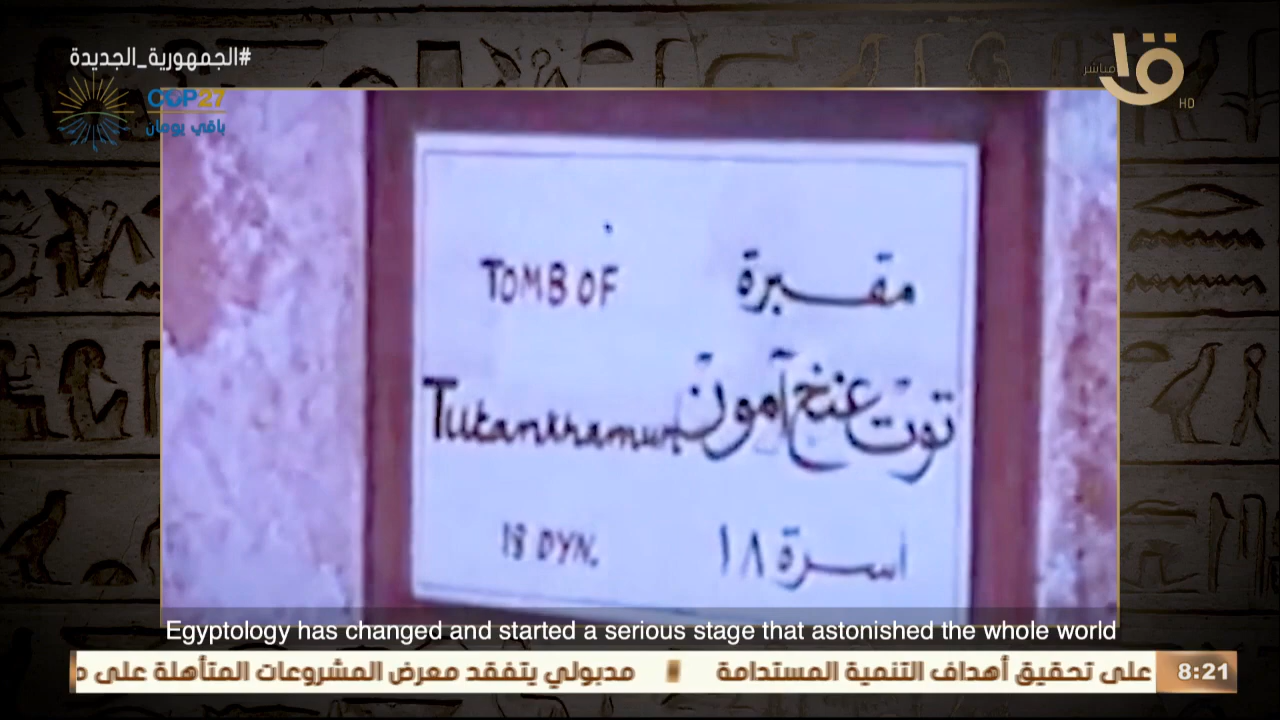 #الجمهورية_الجديدة
COP27
باقي يومان
مباشر
HD
TOMB OF
مقبرة
Tutankhamun
توت عنخ آمون
18 DYN.
اسرة ١٨
Egyptology has changed and started a serious stage that astonished the whole world
على تحقيق أهداف التنمية المستدامة
مدبولي يتفقد معرض المشروعات المتأهلة على
8:21